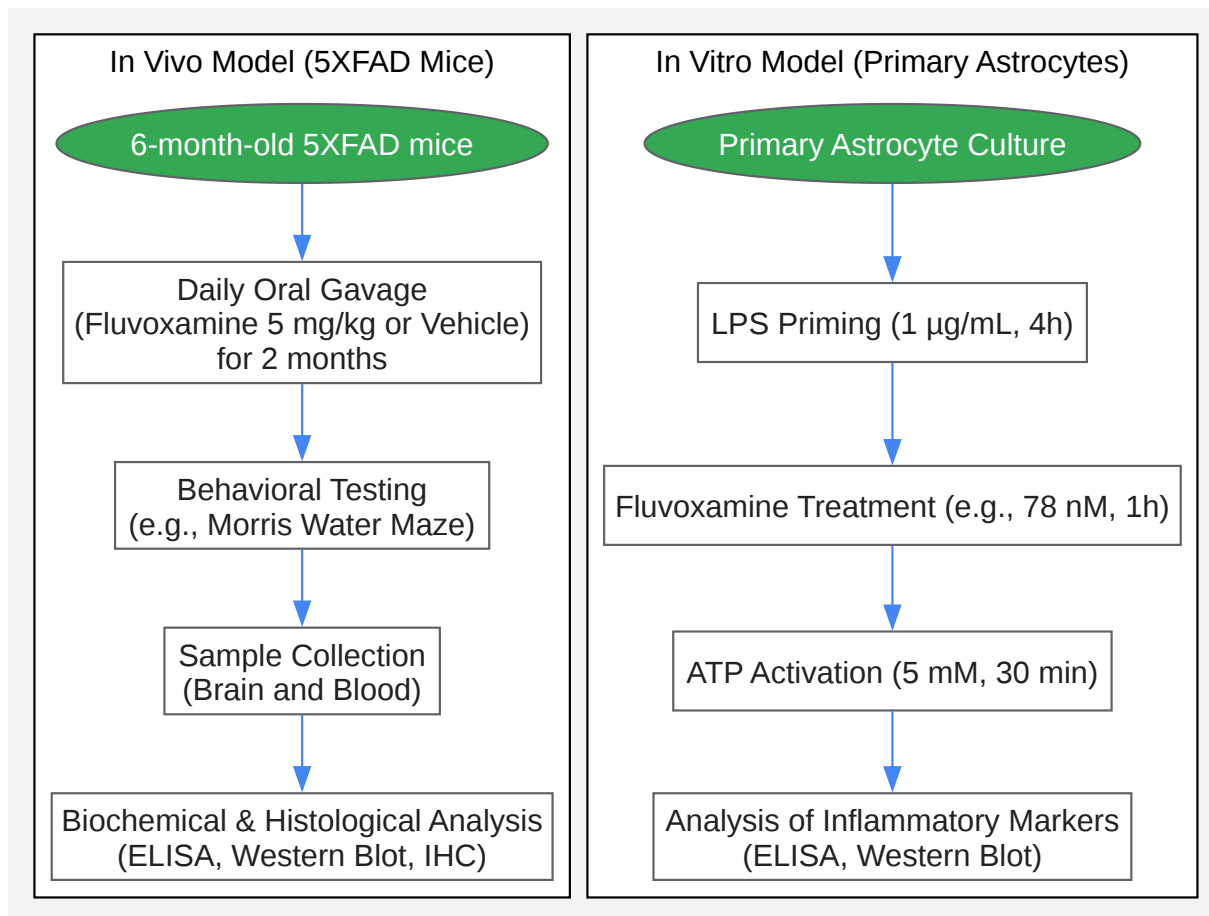 In Vivo Model (5XFAD Mice)
6-month-old 5XFAD mice
Daily Oral Gavage
(Fluvoxamine 5 mg/kg or Vehicle)
for 2 months
Behavioral Testing
(e.g., Morris Water Maze)
Sample Collection
(Brain and Blood)
Biochemical & Histological Analysis
(ELISA, Western Blot, IHC)
In Vitro Model (Primary Astrocytes)
Primary Astrocyte Culture
LPS Priming (1 µg/mL, 4h)
Fluvoxamine Treatment (e.g., 78 nM, 1h)
ATP Activation (5 mM, 30 min)
Analysis of Inflammatory Markers
(ELISA, Western Blot)